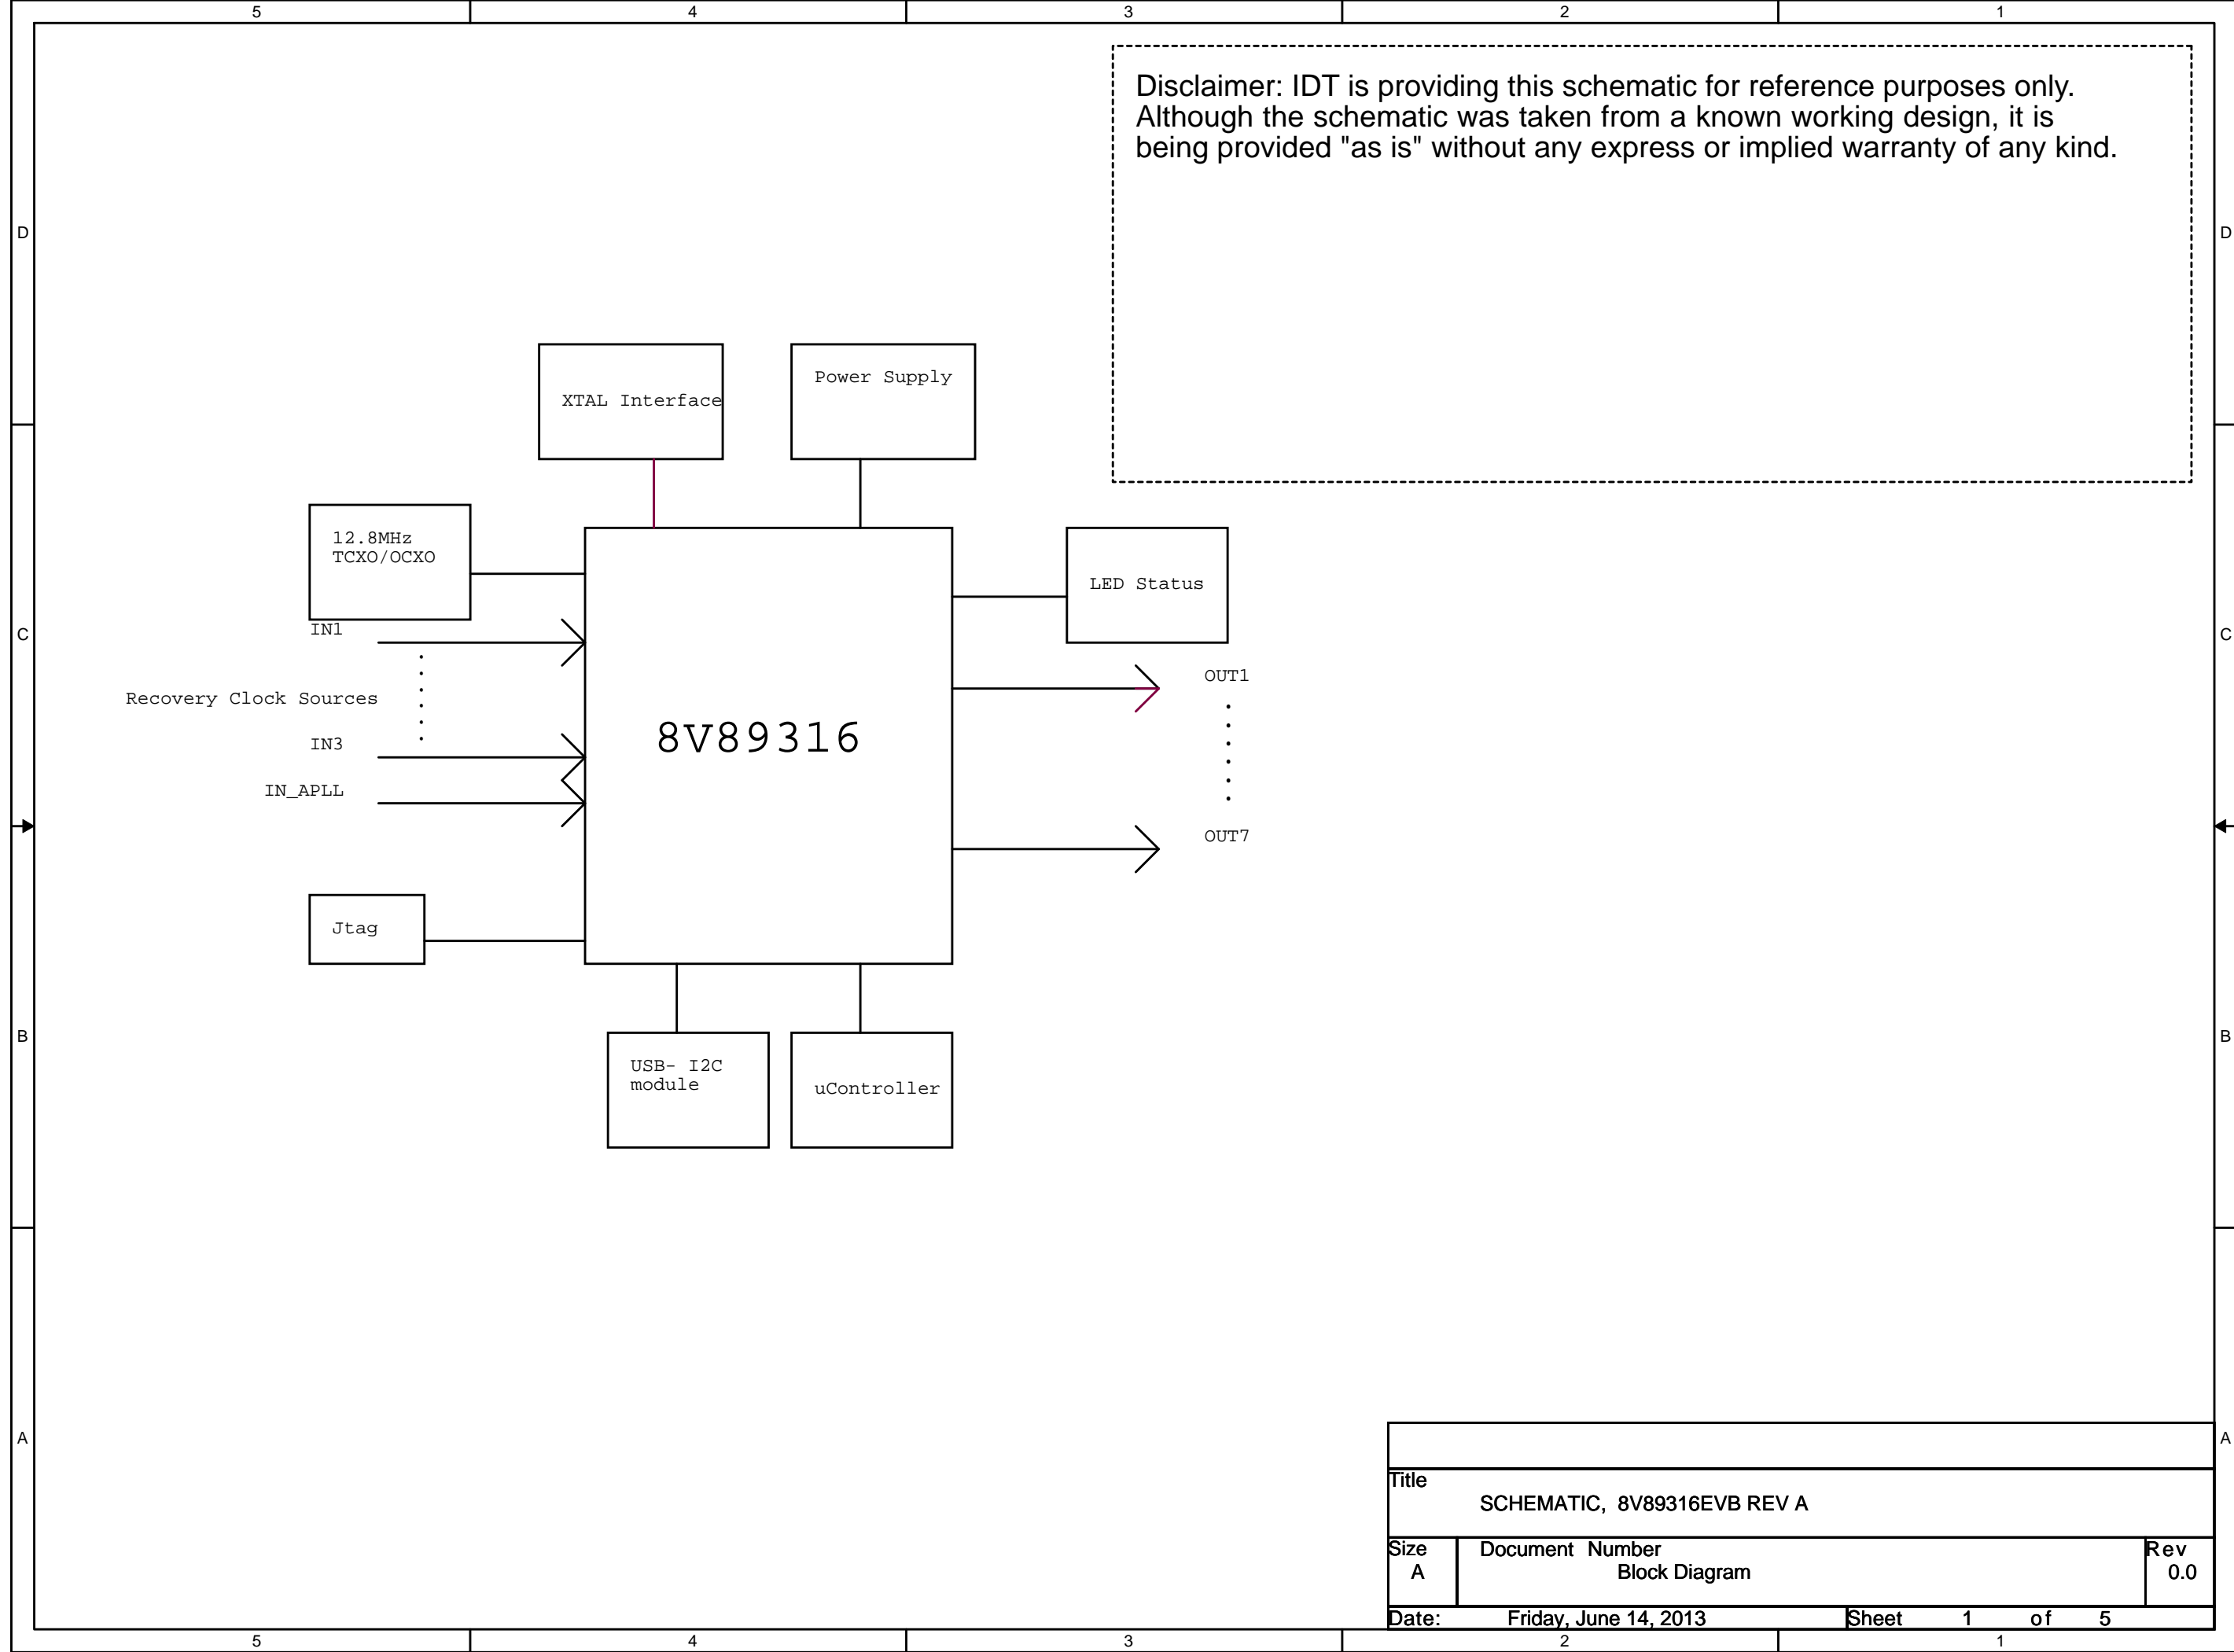 5 4 3 2 1
Disclaimer: IDT is providing this schematic for reference purposes only.
Although the schematic was taken from a known working design, it is
being provided "as is" without any express or implied warranty of any kind.
D D
XTAL Interface
Power Supply
12.8MHz
TCXO/OCXO
LED Status
C C
IN1
Recovery Clock Sources
IN3
IN_APLL
8V89316
OUT1
OUT7
Jtag
B B
USB- I2C
module
uController
A A
Title
SCHEMATIC, 8V89316EVB REV A
Size
A
Document Number
Block Diagram
Rev
0.0
Date: Friday, June 14, 2013 Sheet 1 of 5
5 4 3 2 1